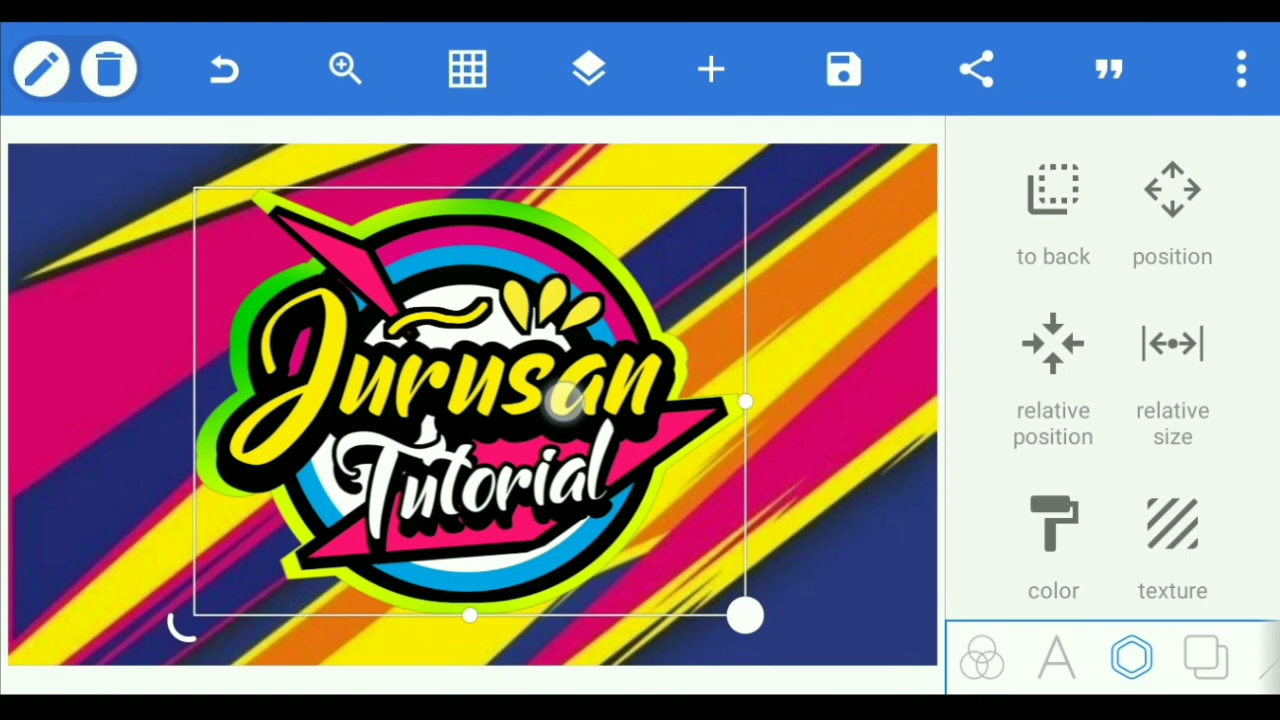 Jurusan
Tutorial
to back
position
relative
position
relative
size
color
texture